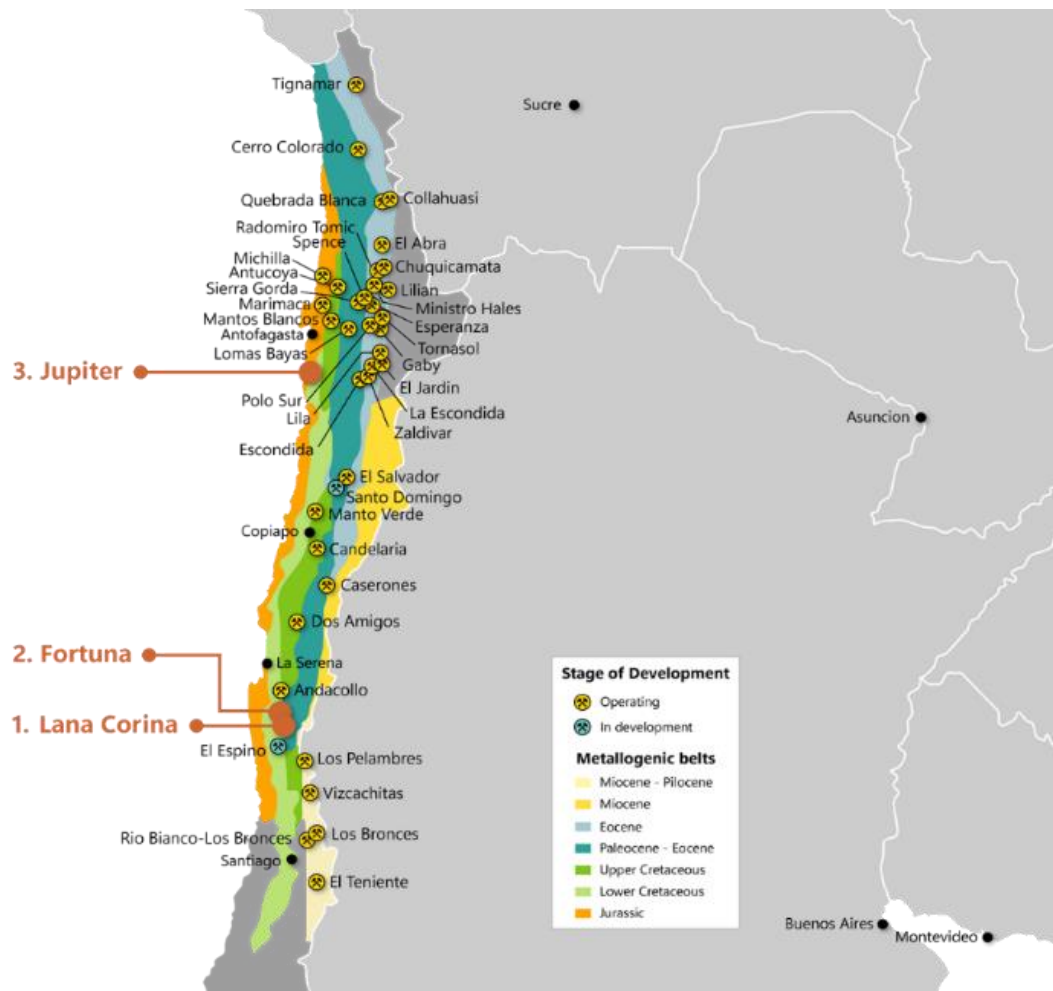 Tignamar
Sucre
Cerro Colorado
Quebrada Blanca
Collahuasi
Radomiro Tomic
Spence
El Abra
Michilla
Chuquicamata
Antucoya
Sierra Gorda
Lilian
Marimaca
Ministro Hales
Mantos Blancos
Esperanza
Antofagasta
Tornasol
Lomas Bayas
Gaby
3. Jupiter
El Jardin
Polo Sur
La Escondida
Lila
Zaldivar
Asuncion
Escondida
El Salvador
Santo Domingo
Manto Verde
Copiapo
Candelaria
Caserones
Dos Amigos
2. Fortuna
La Serena
Andacollo
1. Lana Corina
El Espino
Los Pelambres
Vizcachitas
Rio Bianco-Los Bronces
Los Bronces
Santiago
El Teniente
Stage of Development
Operating
In development
Metallogenic belts
Miocene - Pilocene
Miocene
Eocene
Paleocene - Eocene
Upper Cretaceous
Lower Cretaceous
Jurassic
Buenos Aires
Montevideo